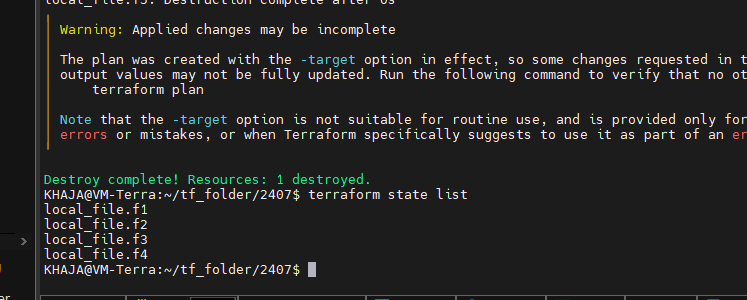 local_file.f5: Destruction complete after 0s
Warning: Applied changes may be incomplete
The plan was created with the -target option in effect, so some changes requested in t
output values may not be fully updated. Run the following command to verify that no ot
terraform plan
Note that the -target option is not suitable for routine use, and is provided only for
errors or mistakes, or when Terraform specifically suggests to use it as part of an er
Destroy complete! Resources: 1 destroyed.
KHAJA@VM-Terra:~/tf_folder/2407$ terraform state list
local_file.f1
local_file.f2
local_file.f3
local_file.f4
KHAJA@VM-Terra:~/tf_folder/2407$